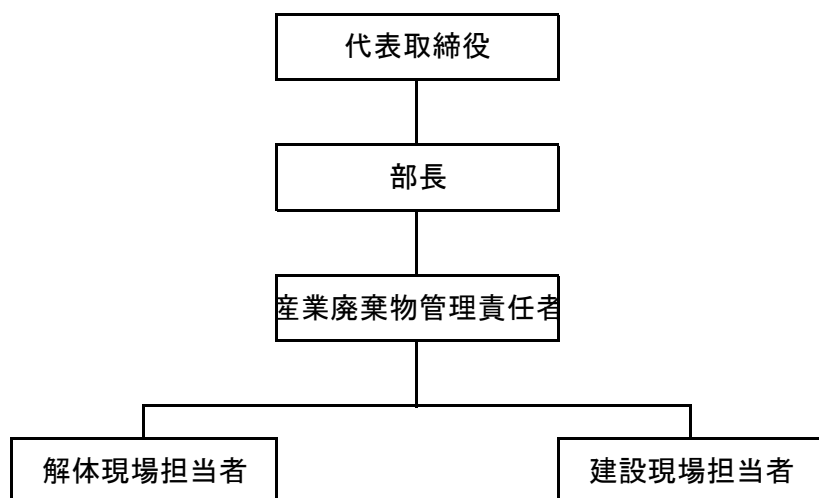 代表取締役
部長
産業廃棄物管理責任者
解体現場担当者
建設現場担当者